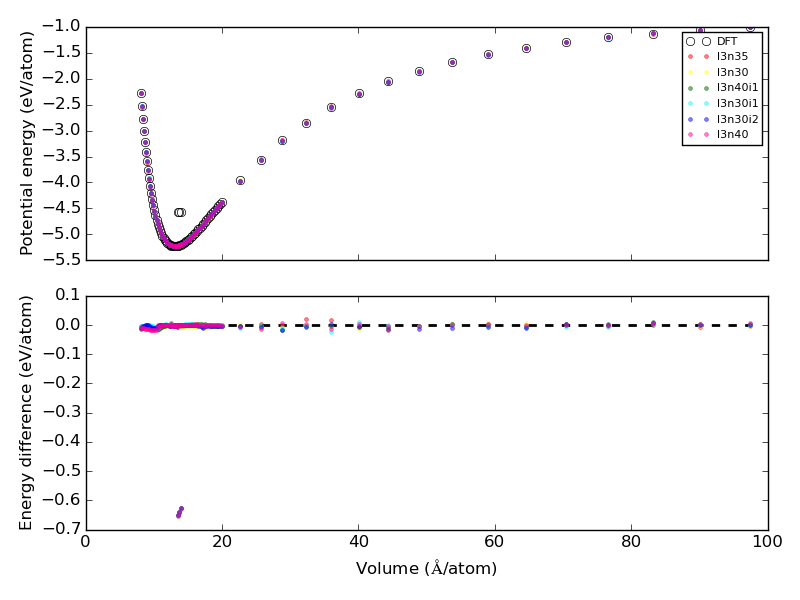 −1.0
−1.5
−2.0
−2.5
−3.0
−3.5
−4.0
−4.5
−5.0
−5.5
Potential energy (eV/atom)
DFT
l3n35
l3n30
l3n40i1
l3n30i1
l3n30i2
l3n40
0.1
0.0
−0.1
−0.2
−0.3
−0.4
−0.5
−0.6
−0.7
Energy difference (eV/atom)
0 20 40 60 80 100
Volume (Å/atom)